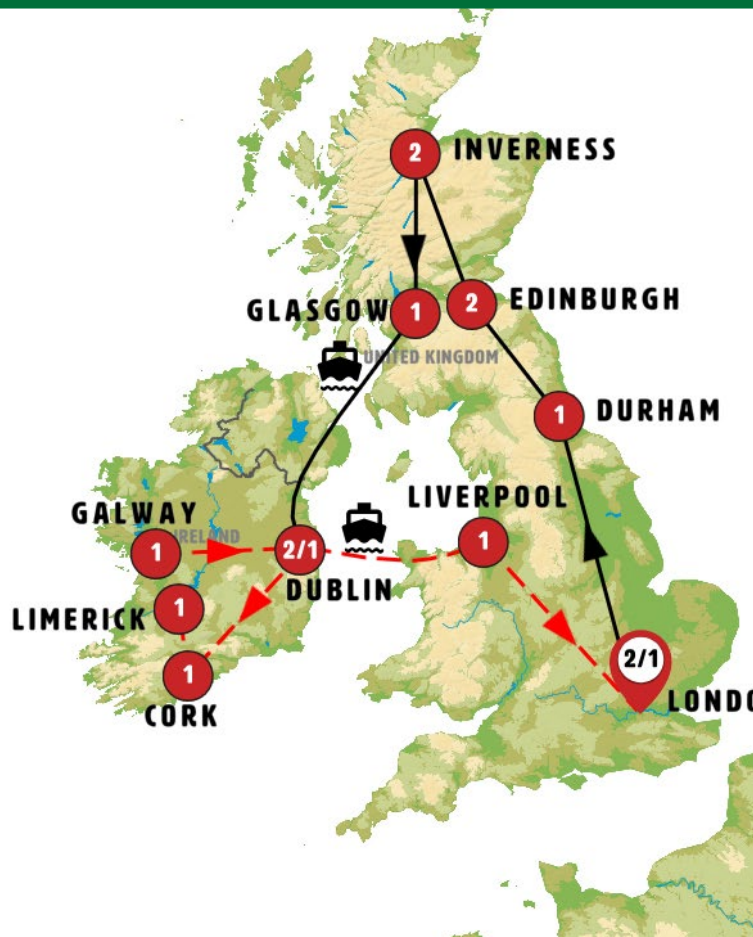 2
INVERNESS
GLASGOW
1
2
EDINBURGH
UNITED KINGDOM
1
DURHAM
LIVERPOOL
GALWAY
IRELAND
1
2/1
1
DUBLIN
LIMERICK
1
2/1
1
LONDO
CORK